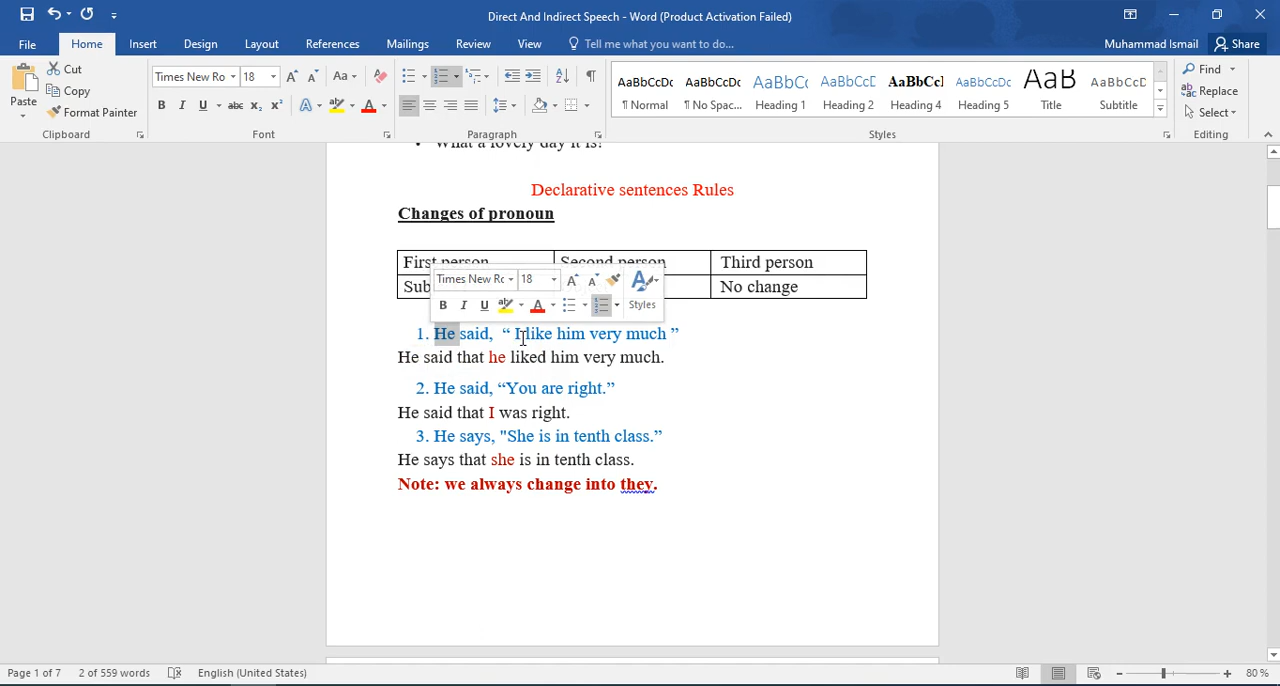 Direct And Indirect Speech - Word (Product Activation Failed)
File Home Insert Design Layout References Mailings Review View Tell me what you want to do... Muhammad Ismail Share
Paste Cut Copy Format Painter Clipboard
Times New Ro 18 Aa
B I U abc X₂ X² A A
Font
Paragraph
AaBbCcDc AaBbCcDc AaBbCc AaBbCcD AaBbCcI AaBbCcDc AaB AaBbCcD
¶ Normal ¶ No Spac... Heading 1 Heading 2 Heading 4 Heading 5 Title Subtitle
Styles
Find
Replace
Select
Editing
What a lovely day it is!
Declarative sentences Rules
Changes of pronoun
First person Second person Third person
Sub No change
Times New Rc 18
B I U Styles
1. He said, “ I like him very much ”
He said that he liked him very much.
2. He said, “You are right.”
He said that I was right.
3. He says, "She is in tenth class.”
He says that she is in tenth class.
Note: we always change into they.
Page 1 of 7 2 of 559 words English (United States) 80 %